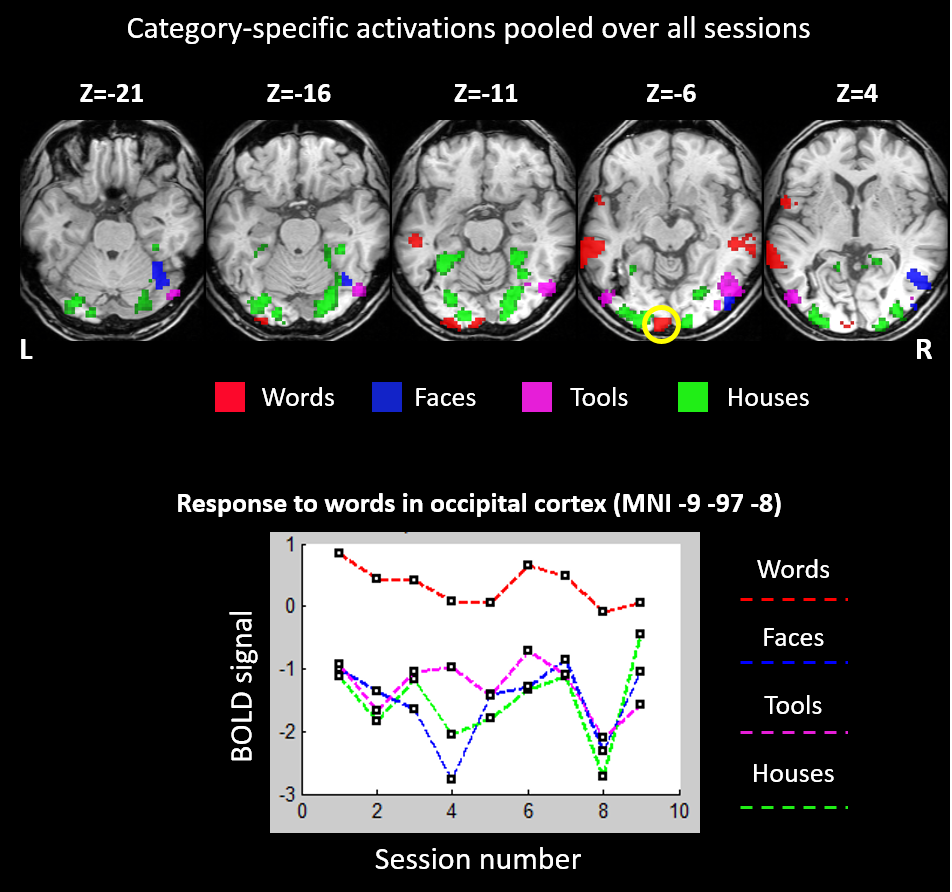 Category-specific activations pooled over all sessions
Z=-21 Z=-16 Z=-11 Z=-6 Z=4
L R
Words Faces Tools Houses
Response to words in occipital cortex (MNI -9 -97 -8)
BOLD signal
1
0
-1
-2
-3
0 2 4 6 8 10
Session number
Words
Faces
Tools
Houses